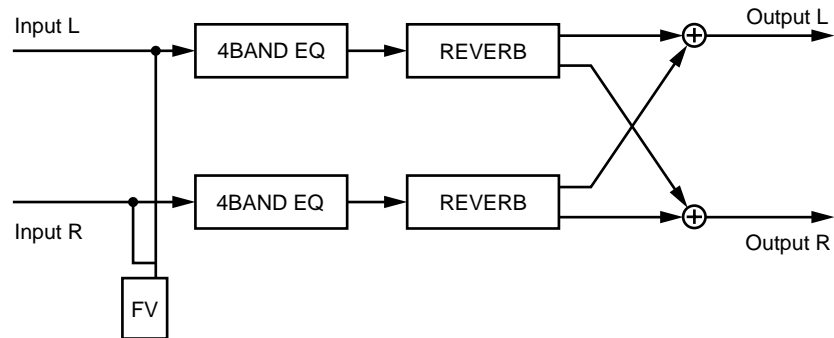 Input L
Output L
4BAND EQ
REVERB
4BAND EQ
REVERB
Input R
Output R
FV